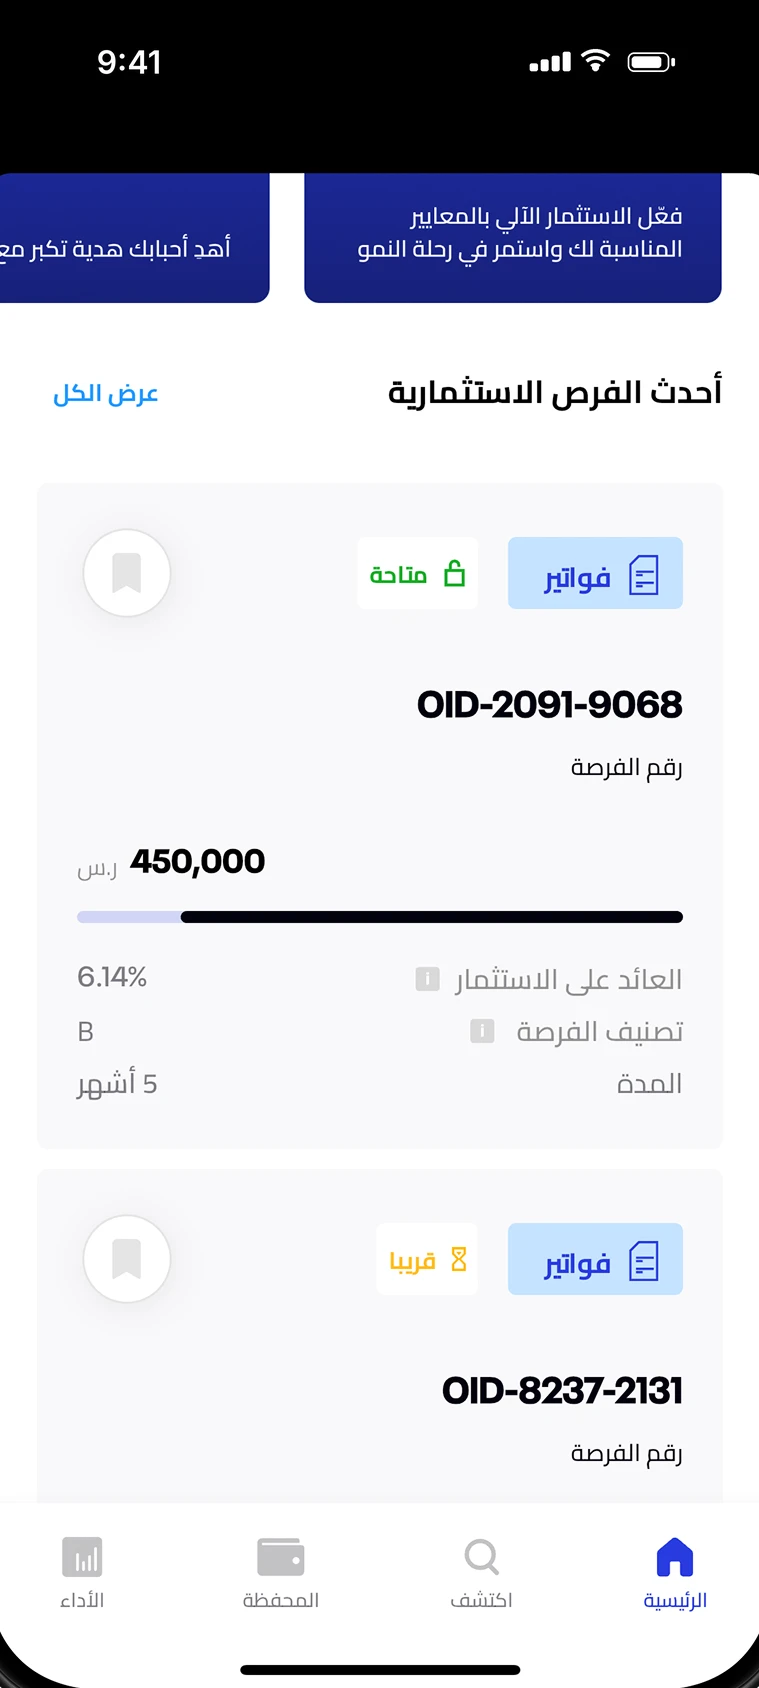 9:41
فعّل الاستثمار الآلي بالمعايير
المناسبة لك واستمر في رحلة النمو
أهدِ أحبابك هدية تكبر مع
أحدث الفرص الاستثمارية
عرض الكل
فواتير
متاحة
OID-2091-9068
رقم الفرصة
450,000 ر.س
العائد على الاستثمار 6.14%
تصنيف الفرصة B
المدة 5 أشهر
فواتير
قريبا
OID-8237-2131
رقم الفرصة
الرئيسية
اكتشف
المحفظة
الأداء